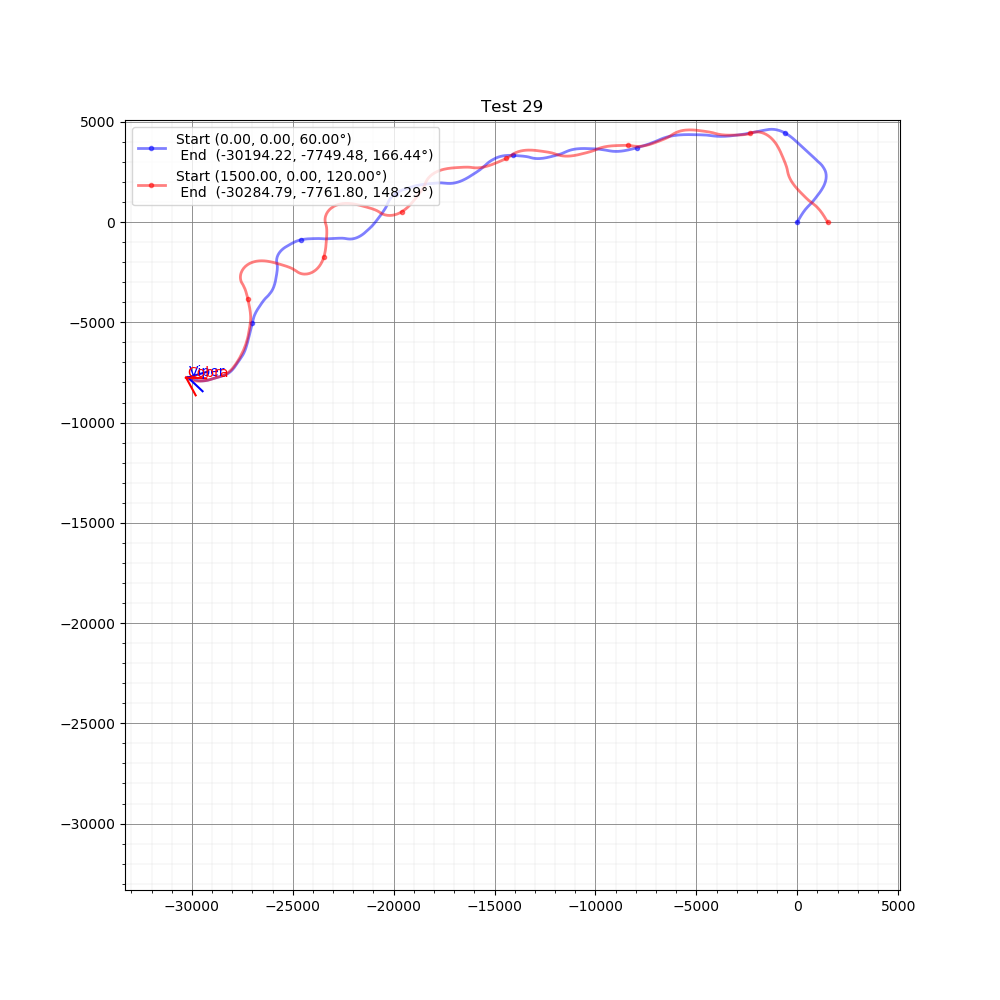 Test 29
Start (0.00, 0.00, 60.00°)
End (-30194.22, -7749.48, 166.44°)
Start (1500.00, 0.00, 120.00°)
End (-30284.79, -7761.80, 148.29°)
5000
0
−5000
−10000
−15000
−20000
−25000
−30000
−30000 −25000 −20000 −15000 −10000 −5000 0 5000